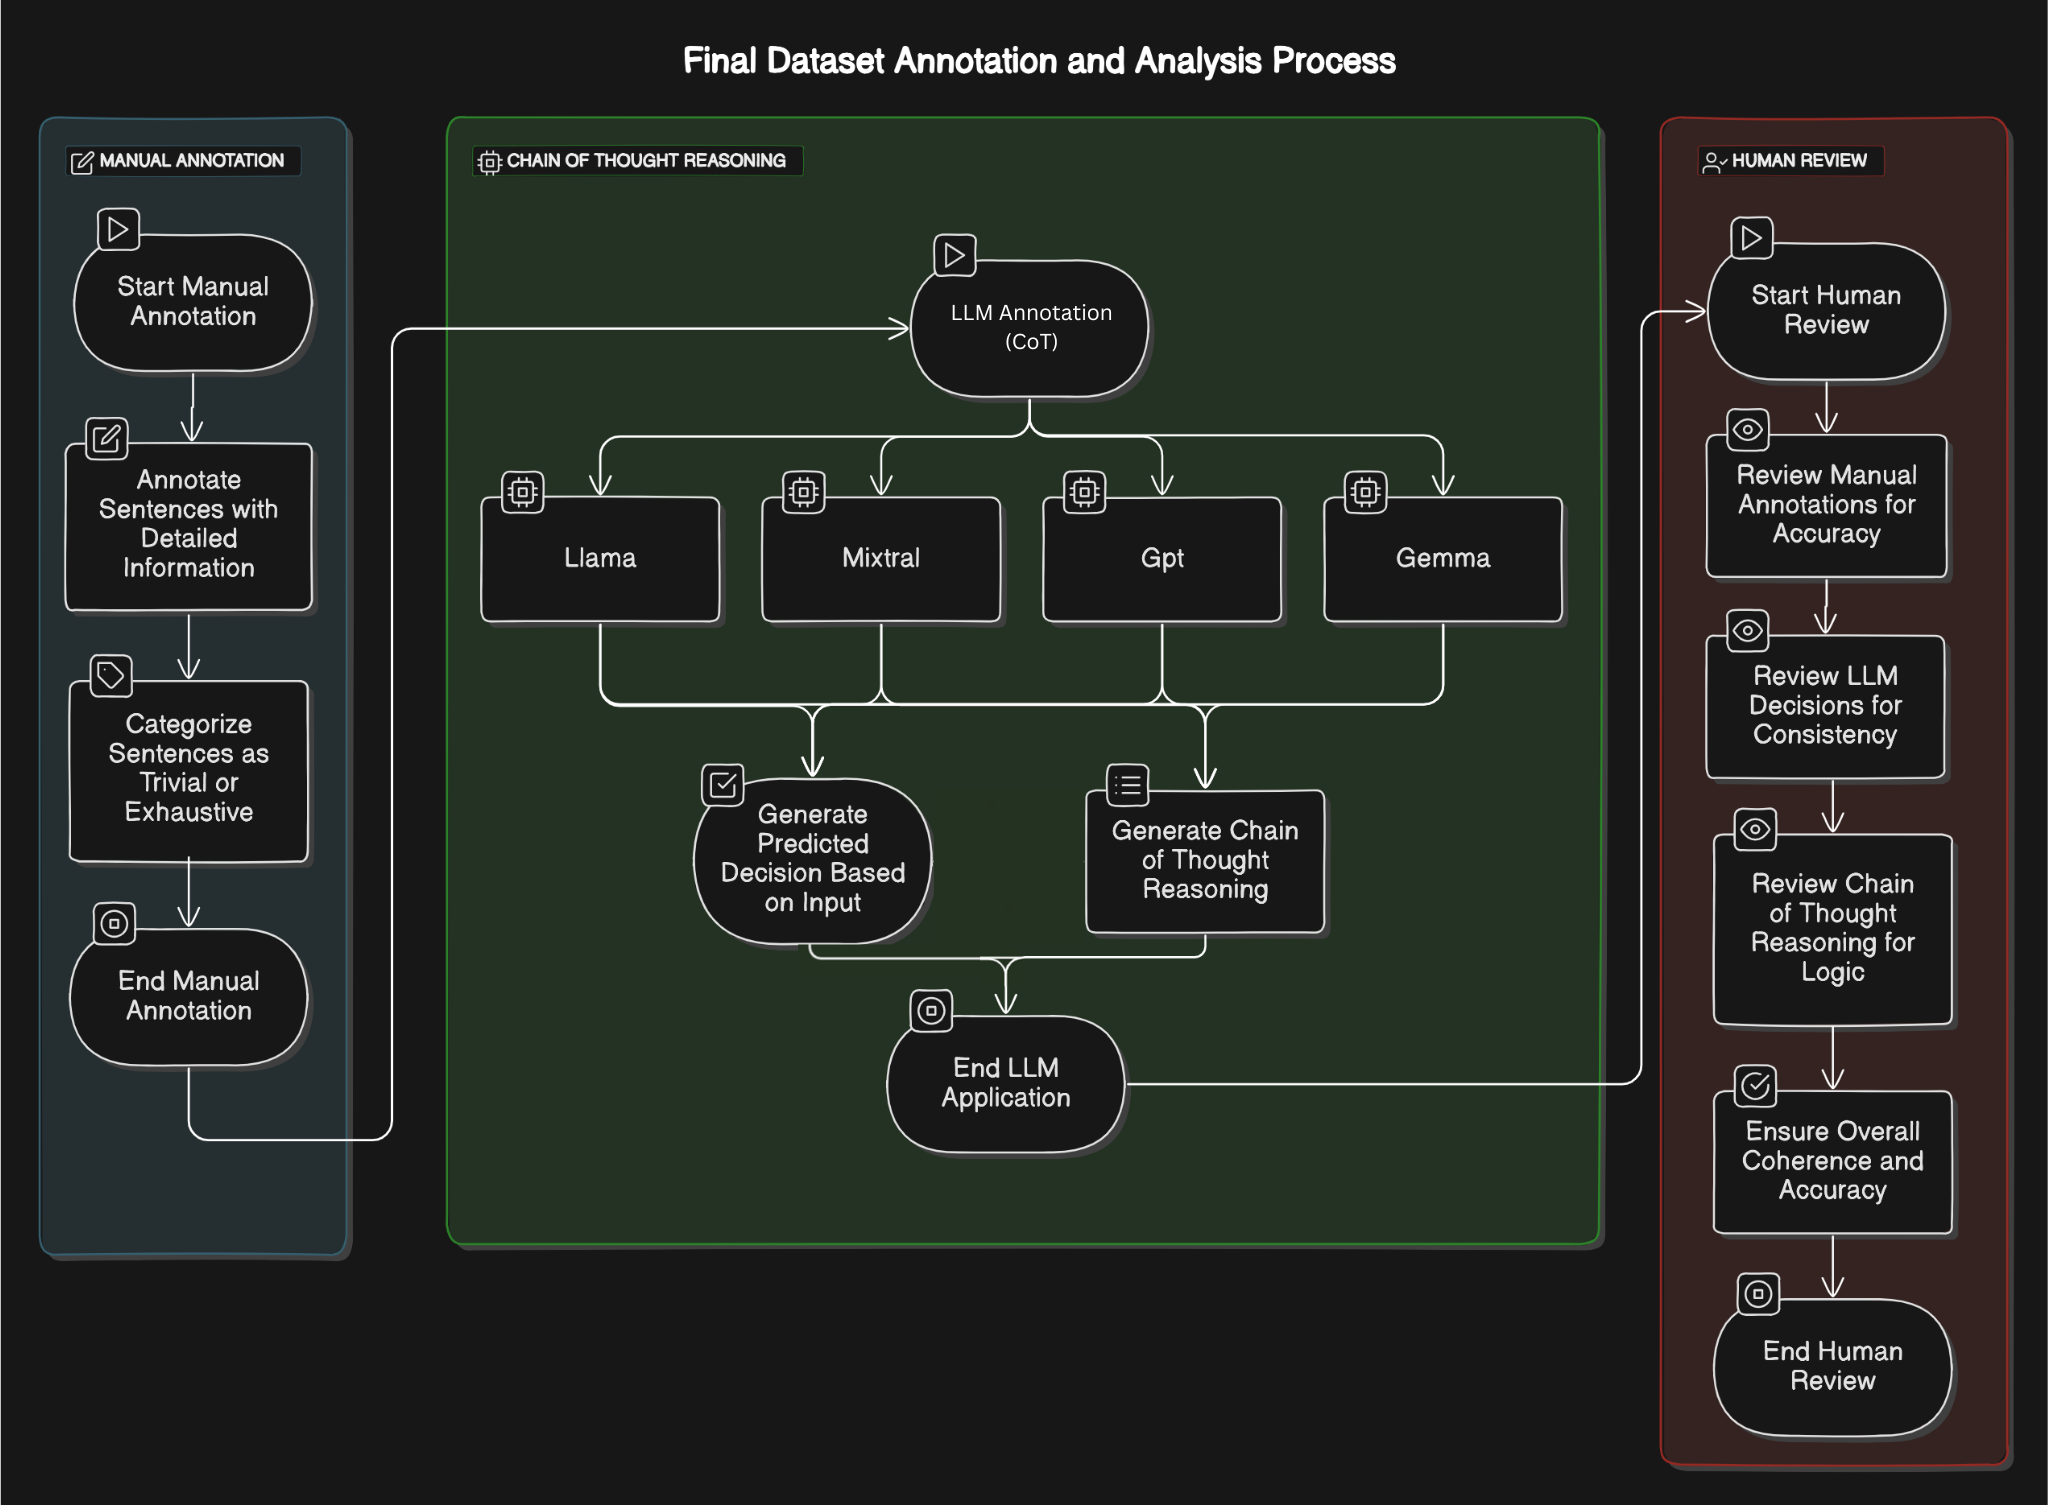 Final Dataset Annotation and Analysis Process
MANUAL ANNOTATION
Start Manual
Annotation
Annotate
Sentences with
Detailed
Information
Categorize
Sentences as
Trivial or
Exhaustive
End Manual
Annotation
CHAIN OF THOUGHT REASONING
LLM Annotation
(CoT)
Llama
Mixtral
Gpt
Gemma
Generate
Predicted
Decision Based
on Input
Generate Chain
of Thought
Reasoning
End LLM
Application
HUMAN REVIEW
Start Human
Review
Review Manual
Annotations for
Accuracy
Review LLM
Decisions for
Consistency
Review Chain
of Thought
Reasoning for
Logic
Ensure Overall
Coherence and
Accuracy
End Human
Review